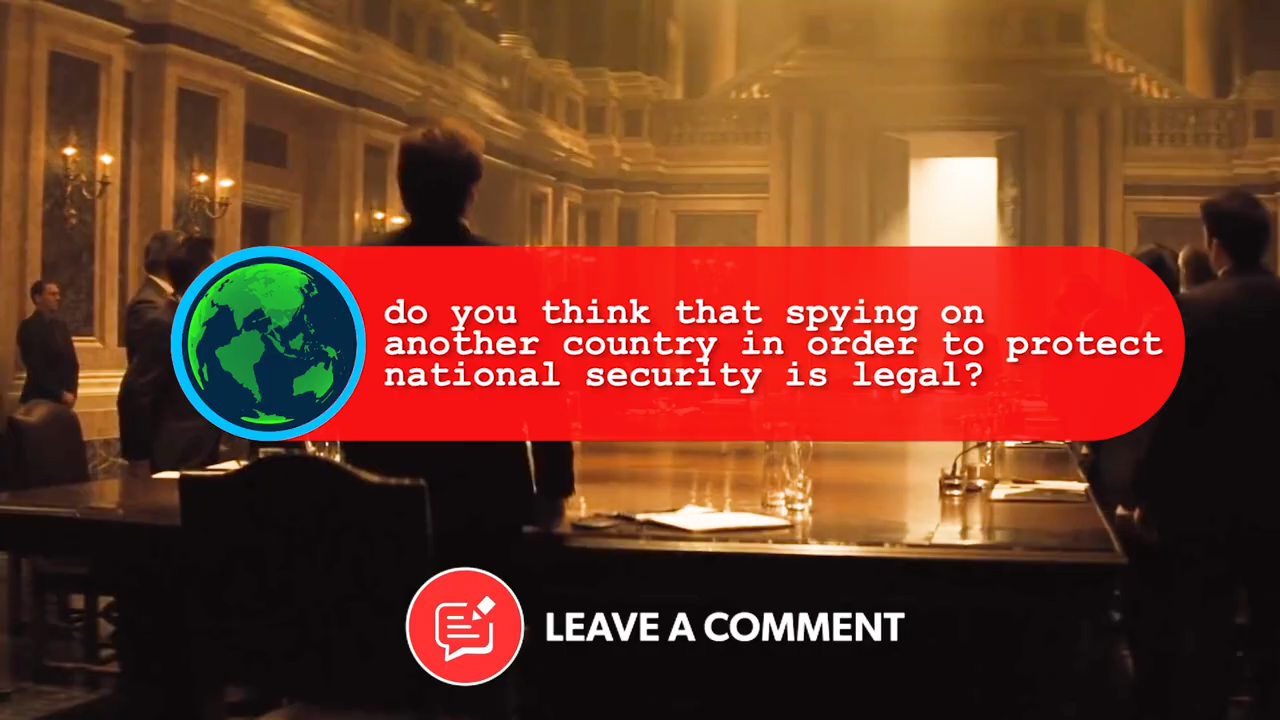 do you think that spying on
another country in order to protect
national security is legal?
LEAVE A COMMENT